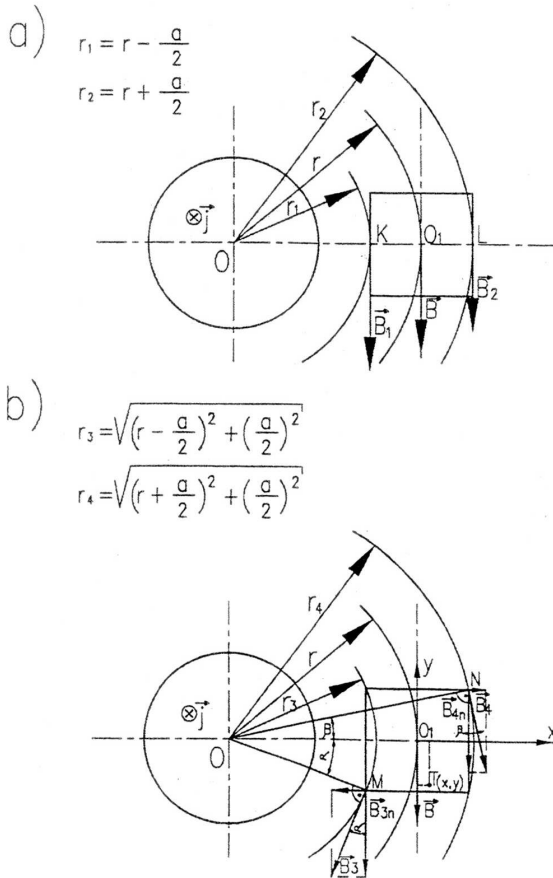 a)
r₁ = r - a/2
r₂ = r + a/2
r₂
r
r₁
⊗ j⃗
O
K O₁ L
B⃗₁ B⃗ B⃗₂
b)
r₃=√((r - a/2)² + (a/2)²)
r₄=√((r + a/2)² + (a/2)²)
r₄
r
r₃
y
N
⊗ j⃗
B⃗₄ₙ B⃗₄
β
β
O
O₁
x
α
M
Π(x,y)
B⃗₃ₙ B⃗
α
B⃗₃